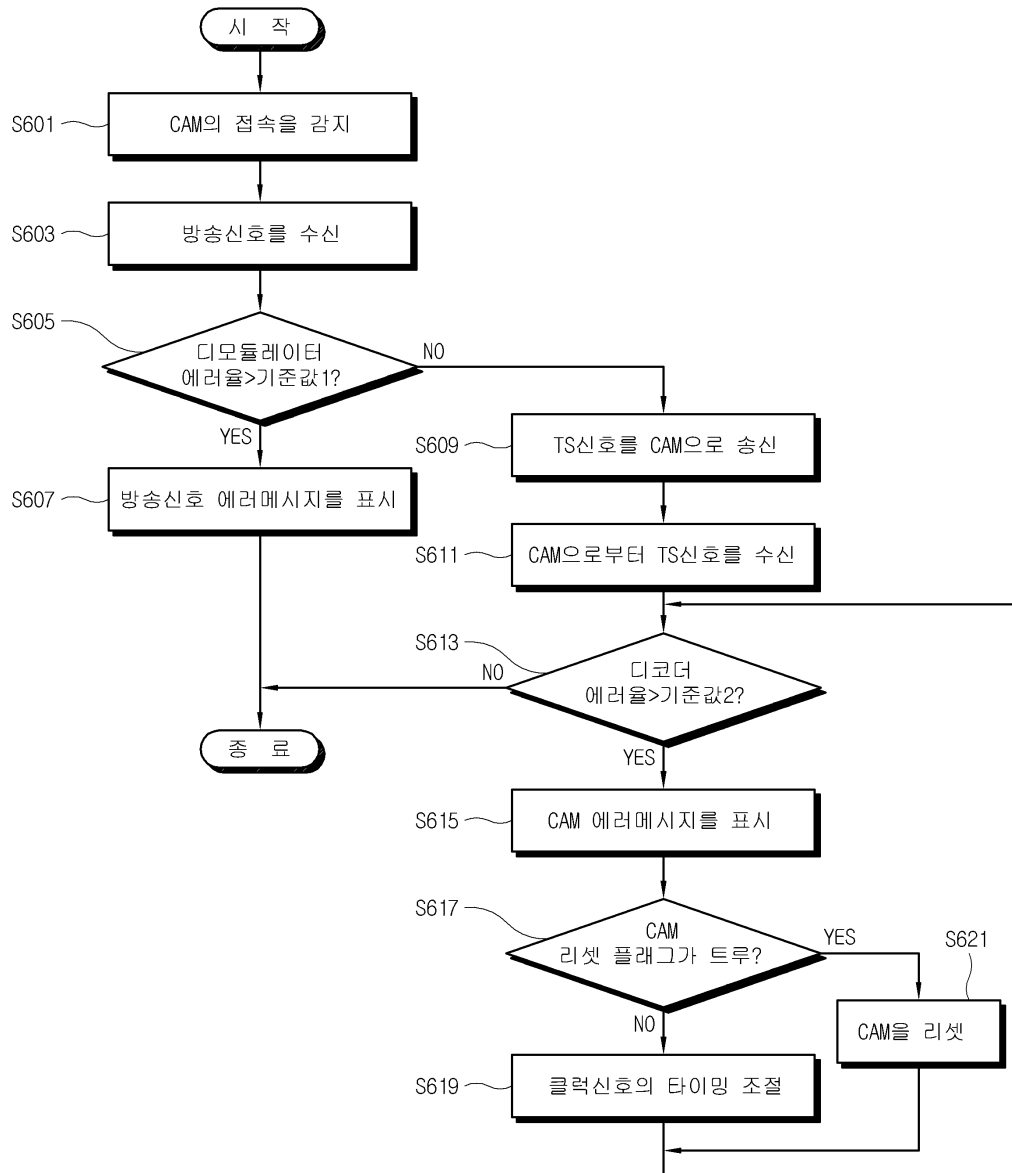 시 작
S601
CAM의 접속을 감지
S603
방송신호를 수신
S605
디모듈레이터
에러율>기준값1?
NO
YES
S609
TS신호를 CAM으로 송신
S607
방송신호 에러메시지를 표시
S611
CAM으로부터 TS신호를 수신
S613
디코더
에러율>기준값2?
NO
YES
종 료
S615
CAM 에러메시지를 표시
S617
CAM
리셋 플래그가 트루?
YES
NO
S621
CAM을 리셋
S619
클럭신호의 타이밍 조절